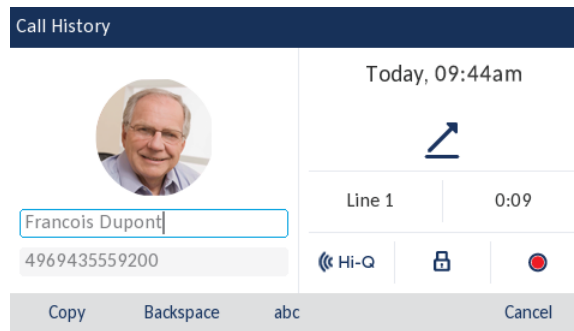 Call History
Today, 09:44am
Line 1
0:09
Francois Dupont
4969435559200
Hi-Q
Copy
Backspace
abc
Cancel